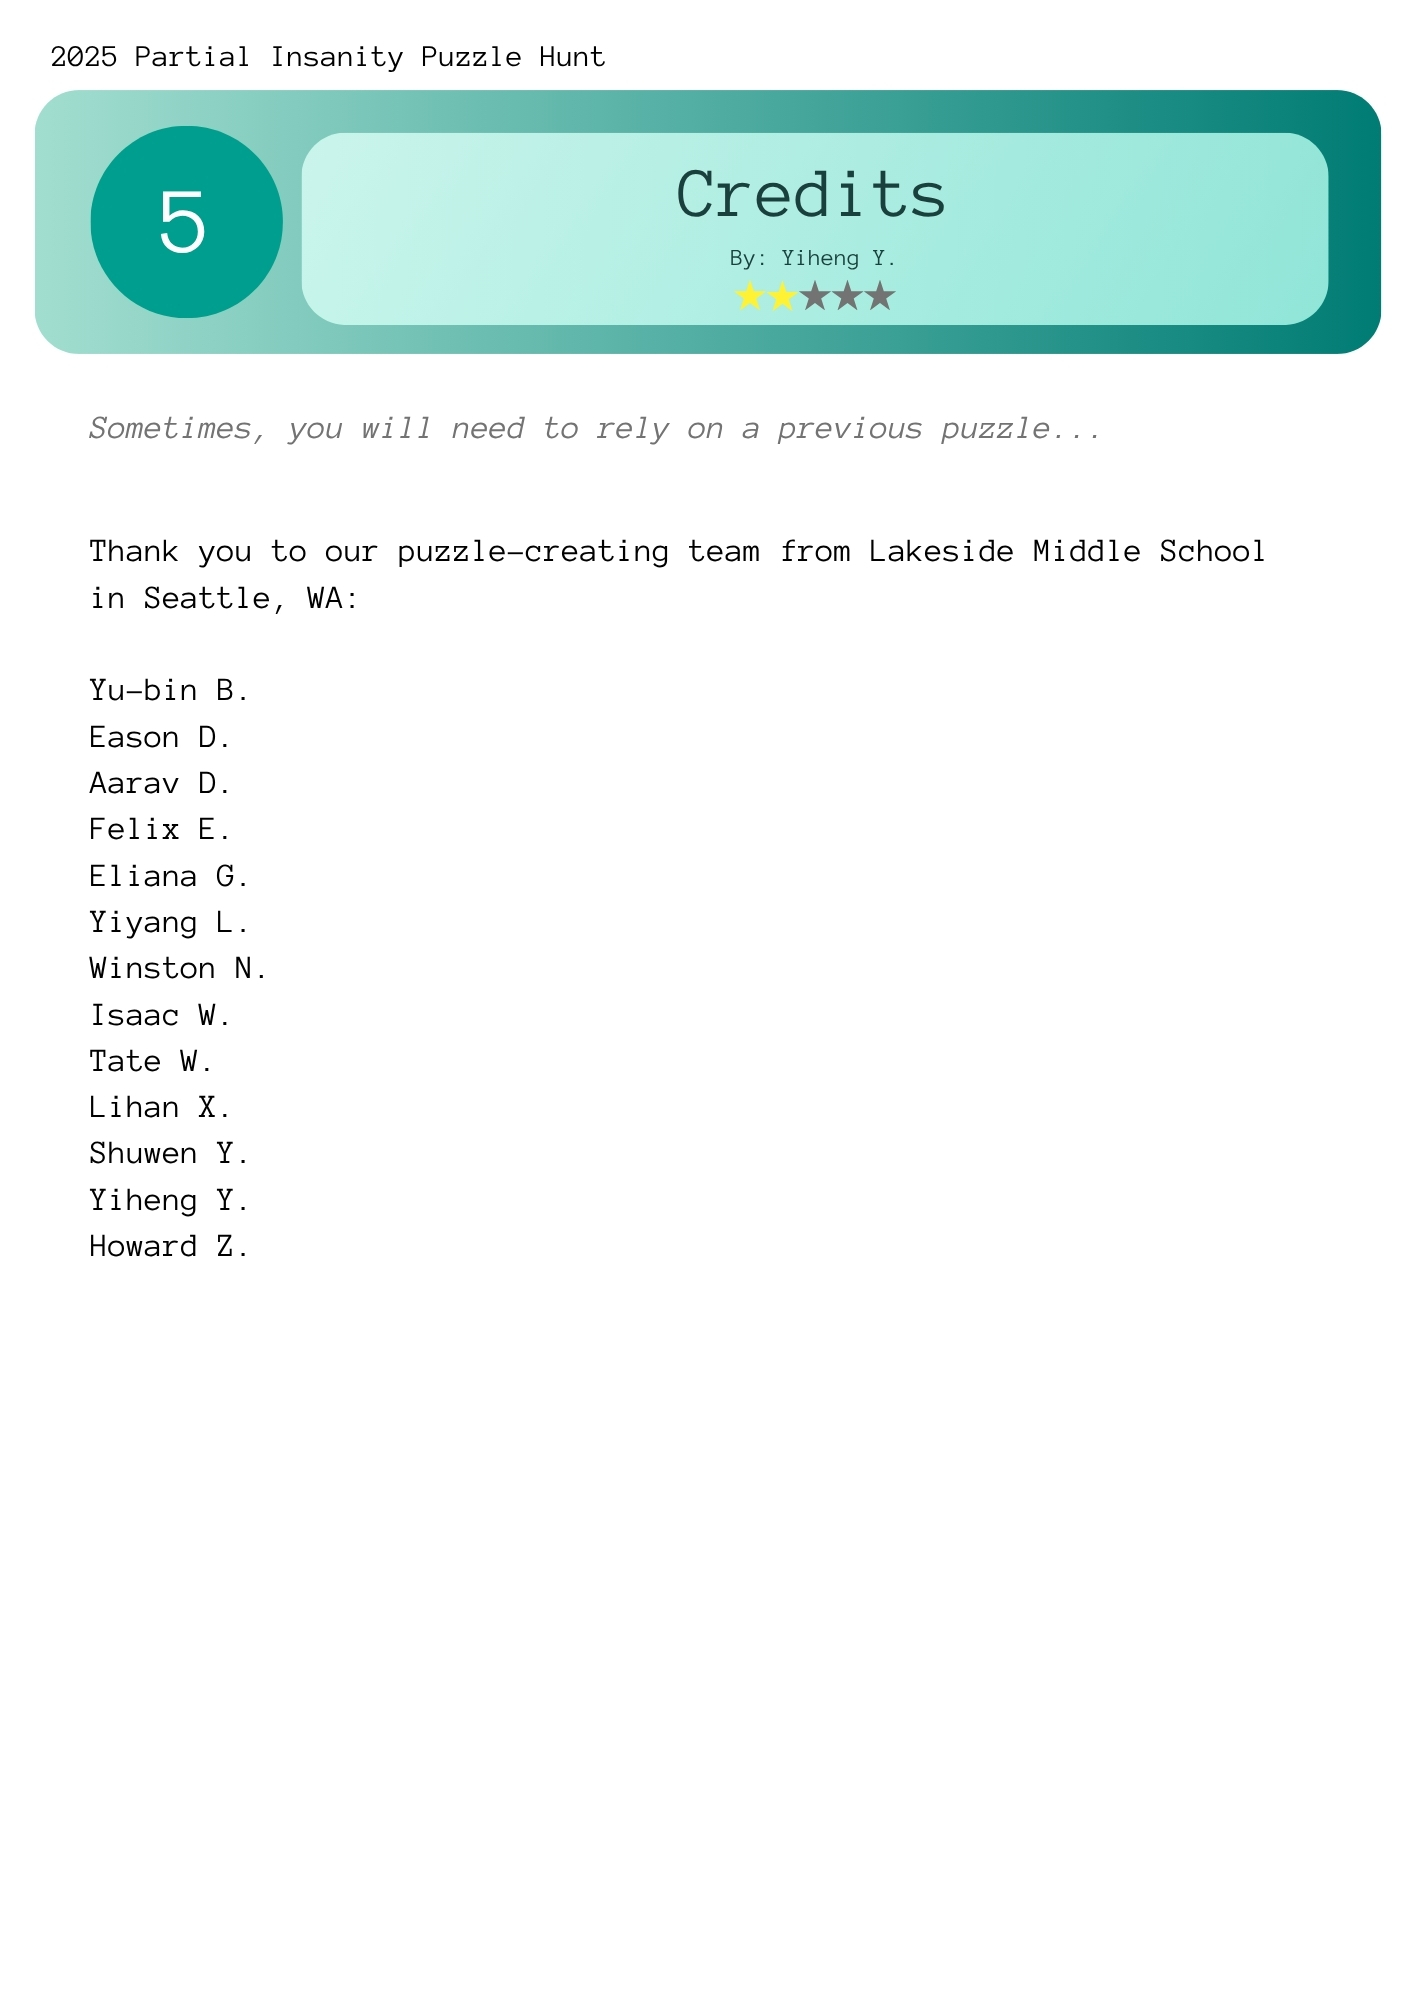 2025 Partial Insanity Puzzle Hunt
5
Credits
By: Yiheng Y.
Sometimes, you will need to rely on a previous puzzle...
Thank you to our puzzle-creating team from Lakeside Middle School
in Seattle, WA:
Yu-bin B.
Eason D.
Aarav D.
Felix E.
Eliana G.
Yiyang L.
Winston N.
Isaac W.
Tate W.
Lihan X.
Shuwen Y.
Yiheng Y.
Howard Z.